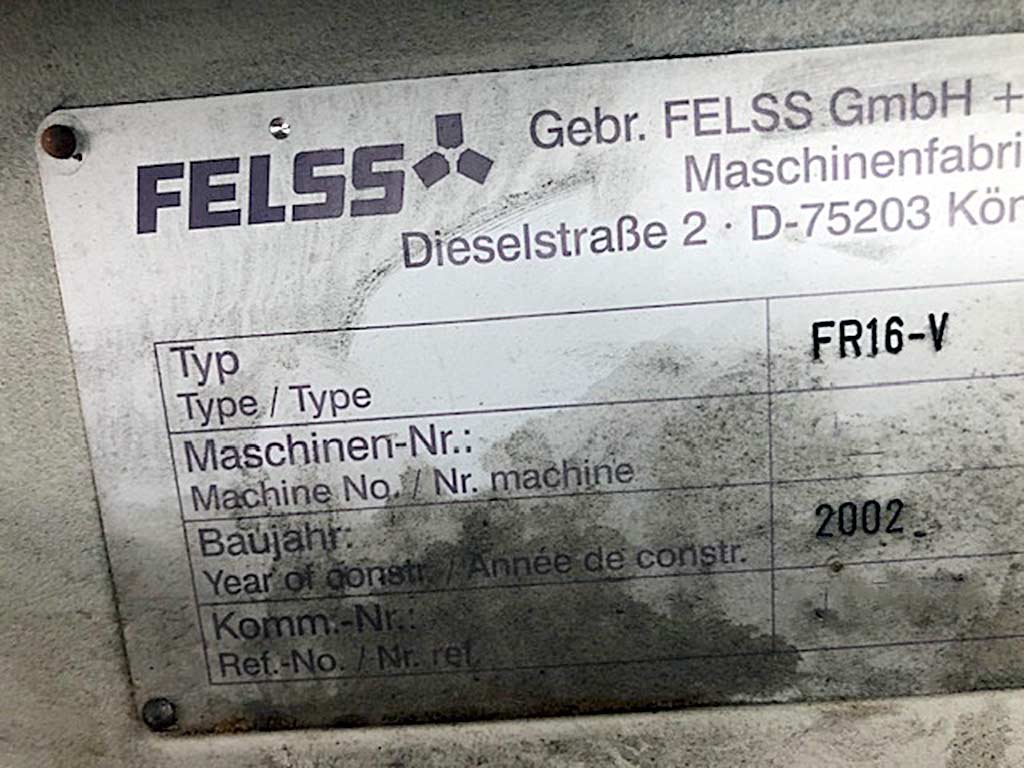 FELSS
Gebr. FELSS GmbH +
Maschinenfabri
Dieselstraße 2 · D-75203 Kön
Typ
Type / Type
FR16-V
Maschinen-Nr.:
Machine No. / Nr. machine
Baujahr:
Year of constr. / Année de constr.
2002
Komm.-Nr.:
Ref.-No. / Nr. ref.